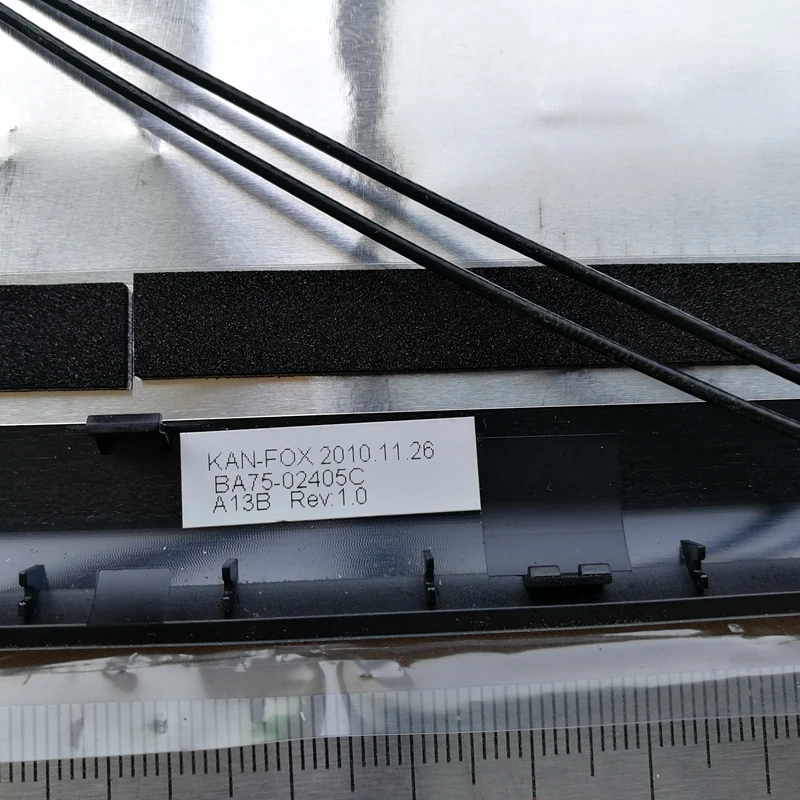 KAN-FOX 2010.11.26
BA75-02405C
A13B Rev:1.0